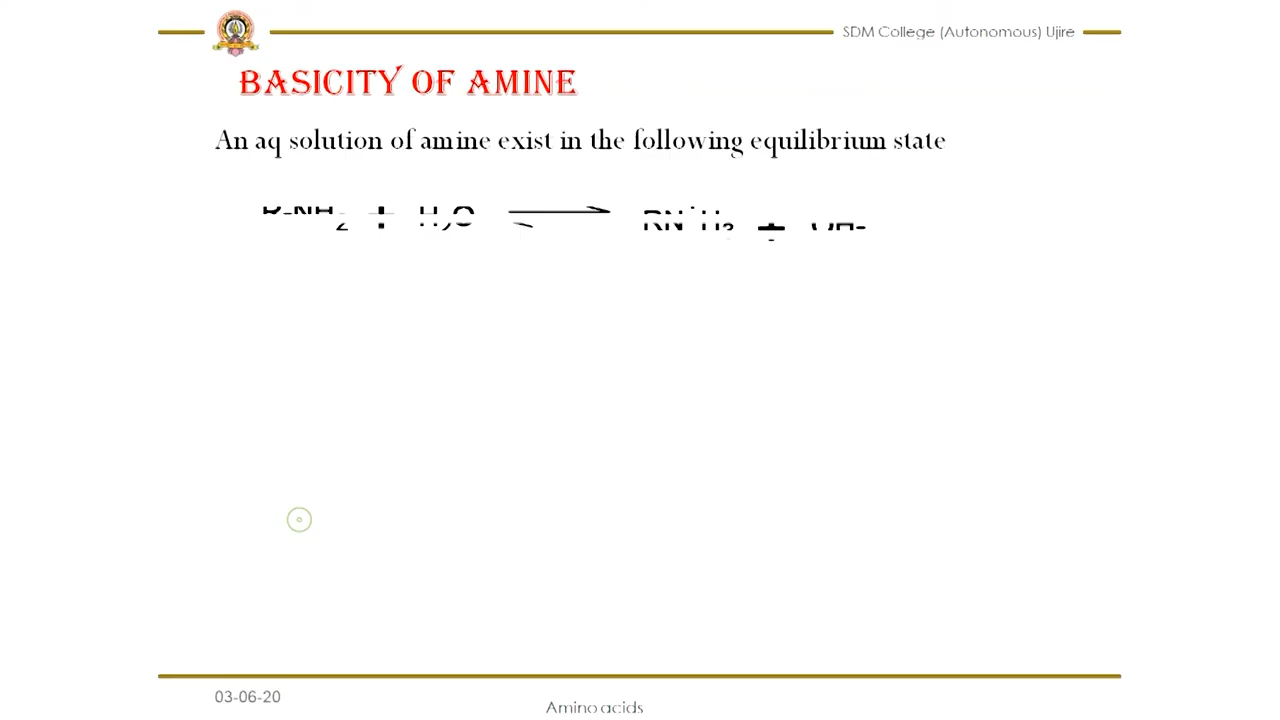 SDM College (Autonomous) Ujire
BASICITY OF AMINE
An aq solution of amine exist in the following equilibrium state
03-06-20
Amino acids